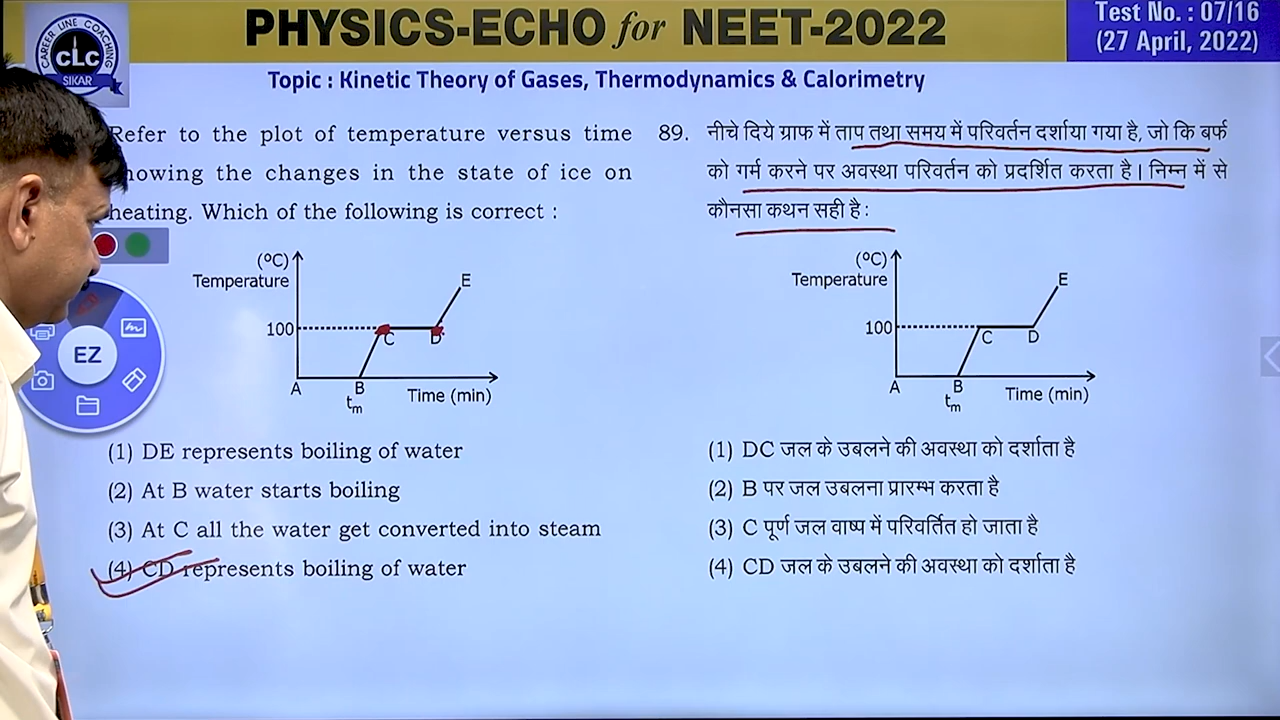 PHYSICS-ECHO for NEET-2022
Test No. : 07/16
(27 April, 2022)
CAREER LINE COACHING
CLC
SIKAR
Topic : Kinetic Theory of Gases, Thermodynamics & Calorimetry
Refer to the plot of temperature versus time
howing the changes in the state of ice on
heating. Which of the following is correct :
(ºC)
Temperature
100
A
B
C
D
E
tm
Time (min)
(1) DE represents boiling of water
(2) At B water starts boiling
(3) At C all the water get converted into steam
(4) CD represents boiling of water
89. नीचे दिये ग्राफ में ताप तथा समय में परिवर्तन दर्शाया गया है, जो कि बर्फ
को गर्म करने पर अवस्था परिवर्तन को प्रदर्शित करता है। निम्न में से
कौनसा कथन सही है :
(ºC)
Temperature
100
A
B
C
D
E
tm
Time (min)
(1) DC जल के उबलने की अवस्था को दर्शाता है
(2) B पर जल उबलना प्रारम्भ करता है
(3) C पूर्ण जल वाष्प में परिवर्तित हो जाता है
(4) CD जल के उबलने की अवस्था को दर्शाता है
EZ